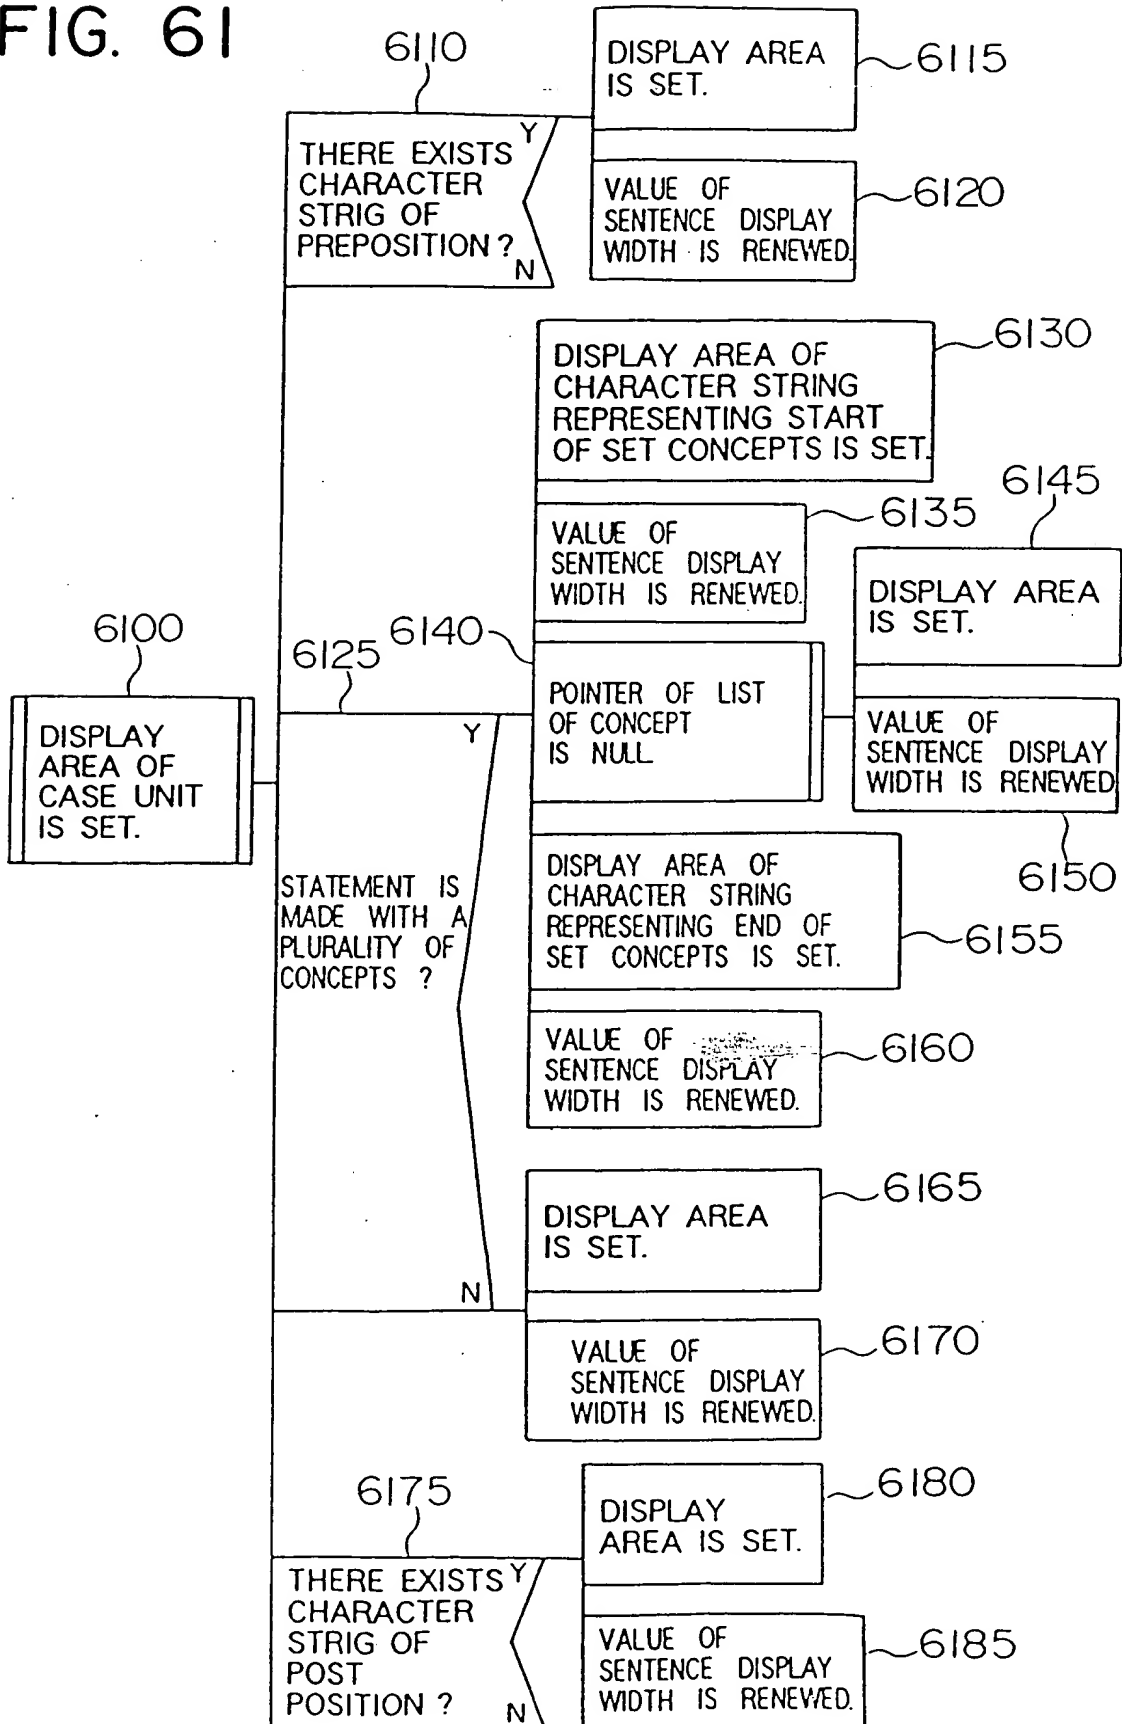 FIG. 61
6110
DISPLAY AREA
IS SET.
6115
THERE EXISTS
CHARACTER
STRIG OF
PREPOSITION ?
Y
N
VALUE OF
SENTENCE DISPLAY
WIDTH IS RENEWED.
6120
DISPLAY AREA OF
CHARACTER STRING
REPRESENTING START
OF SET CONCEPTS IS SET.
6130
VALUE OF
SENTENCE DISPLAY
WIDTH IS RENEWED.
6135
6145
DISPLAY AREA
IS SET.
6100
DISPLAY
AREA OF
CASE UNIT
IS SET.
6125
6140
POINTER OF LIST
OF CONCEPT
IS NULL
VALUE OF
SENTENCE DISPLAY
WIDTH IS RENEWED
6150
Y
STATEMENT IS
MADE WITH A
PLURALITY OF
CONCEPTS ?
N
DISPLAY AREA OF
CHARACTER STRING
REPRESENTING END OF
SET CONCEPTS IS SET.
6155
VALUE OF
SENTENCE DISPLAY
WIDTH IS RENEWED.
6160
DISPLAY AREA
IS SET.
6165
VALUE OF
SENTENCE DISPLAY
WIDTH IS RENEWED.
6170
6175
THERE EXISTS
CHARACTER
STRIG OF
POST
POSITION ?
Y
N
DISPLAY
AREA IS SET.
6180
VALUE OF
SENTENCE DISPLAY
WIDTH IS RENEWED.
6185